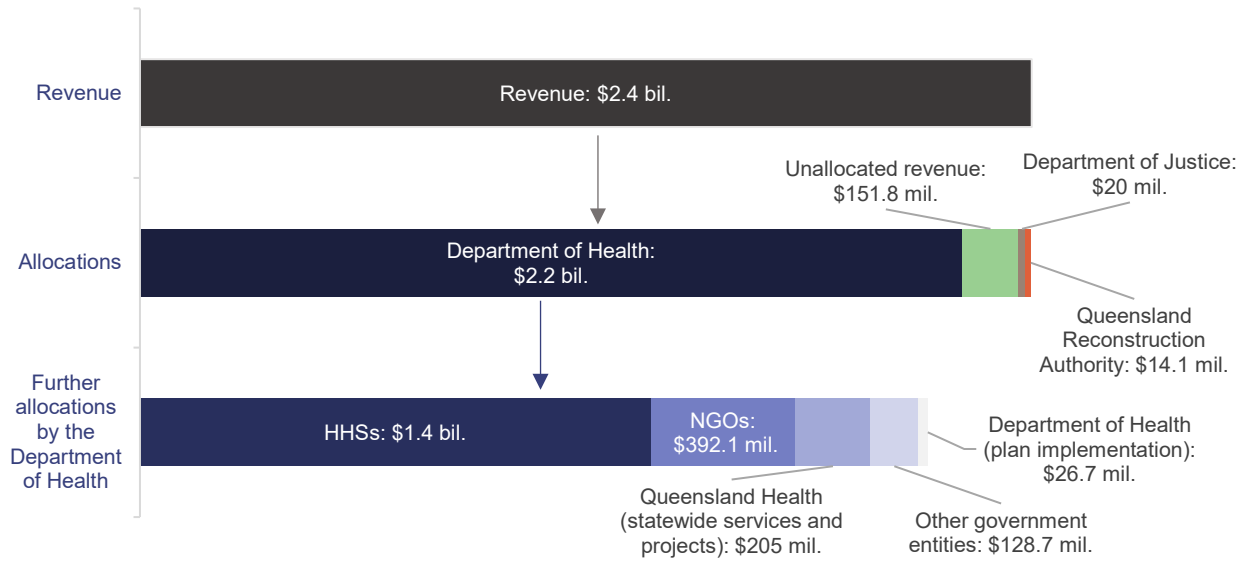 Revenue
Revenue: $2.4 bil.
Unallocated revenue:
$151.8 mil.
Department of Justice:
$20 mil.
Allocations
Department of Health:
$2.2 bil.
Queensland
Reconstruction
Authority: $14.1 mil.
Further
allocations
by the
Department
of Health
HHSs: $1.4 bil.
NGOs:
$392.1 mil.
Department of Health
(plan implementation):
$26.7 mil.
Queensland Health
(statewide services and
projects): $205 mil.
Other government
entities: $128.7 mil.